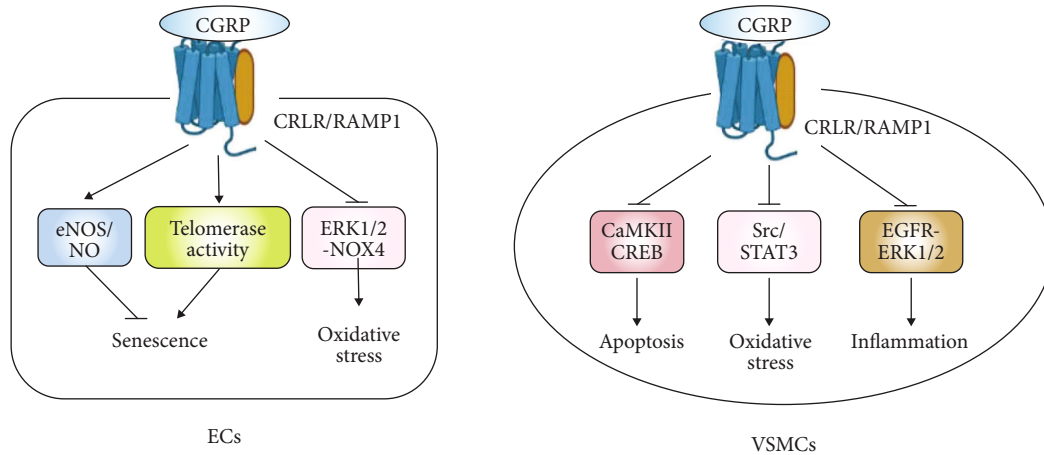 CGRP
CRLR/RAMP1
eNOS/
NO
Telomerase
activity
ERK1/2
-NOX4
Senescence
Oxidative
stress
ECs
CGRP
CRLR/RAMP1
CaMKII
CREB
Src/
STAT3
EGFR-
ERK1/2
Apoptosis
Oxidative
stress
Inflammation
VSMCs